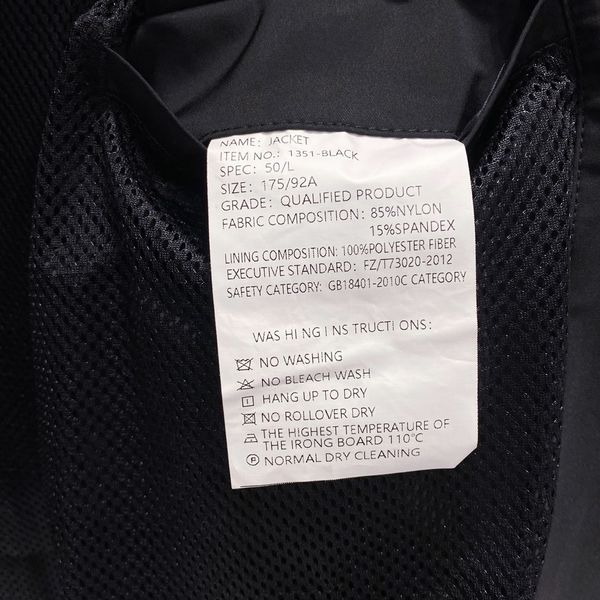 NAME: JACKET
ITEM NO.: 1351-BLACK
SPEC: 50/L
SIZE: 175/92A
GRADE: QUALIFIED PRODUCT
FABRIC COMPOSITION: 85%NYLON
15%SPANDEX
LINING COMPOSITION: 100%POLYESTER FIBER
EXECUTIVE STANDARD: FZ/T73020-2012
SAFETY CATEGORY: GB18401-2010C CATEGORY
WAS HI NG I NS TRUCTI ONS:
NO WASHING
NO BLEACH WASH
HANG UP TO DRY
NO ROLLOVER DRY
THE HIGHEST TEMPERATURE OF
THE IRONG BOARD 110°C
NORMAL DRY CLEANING